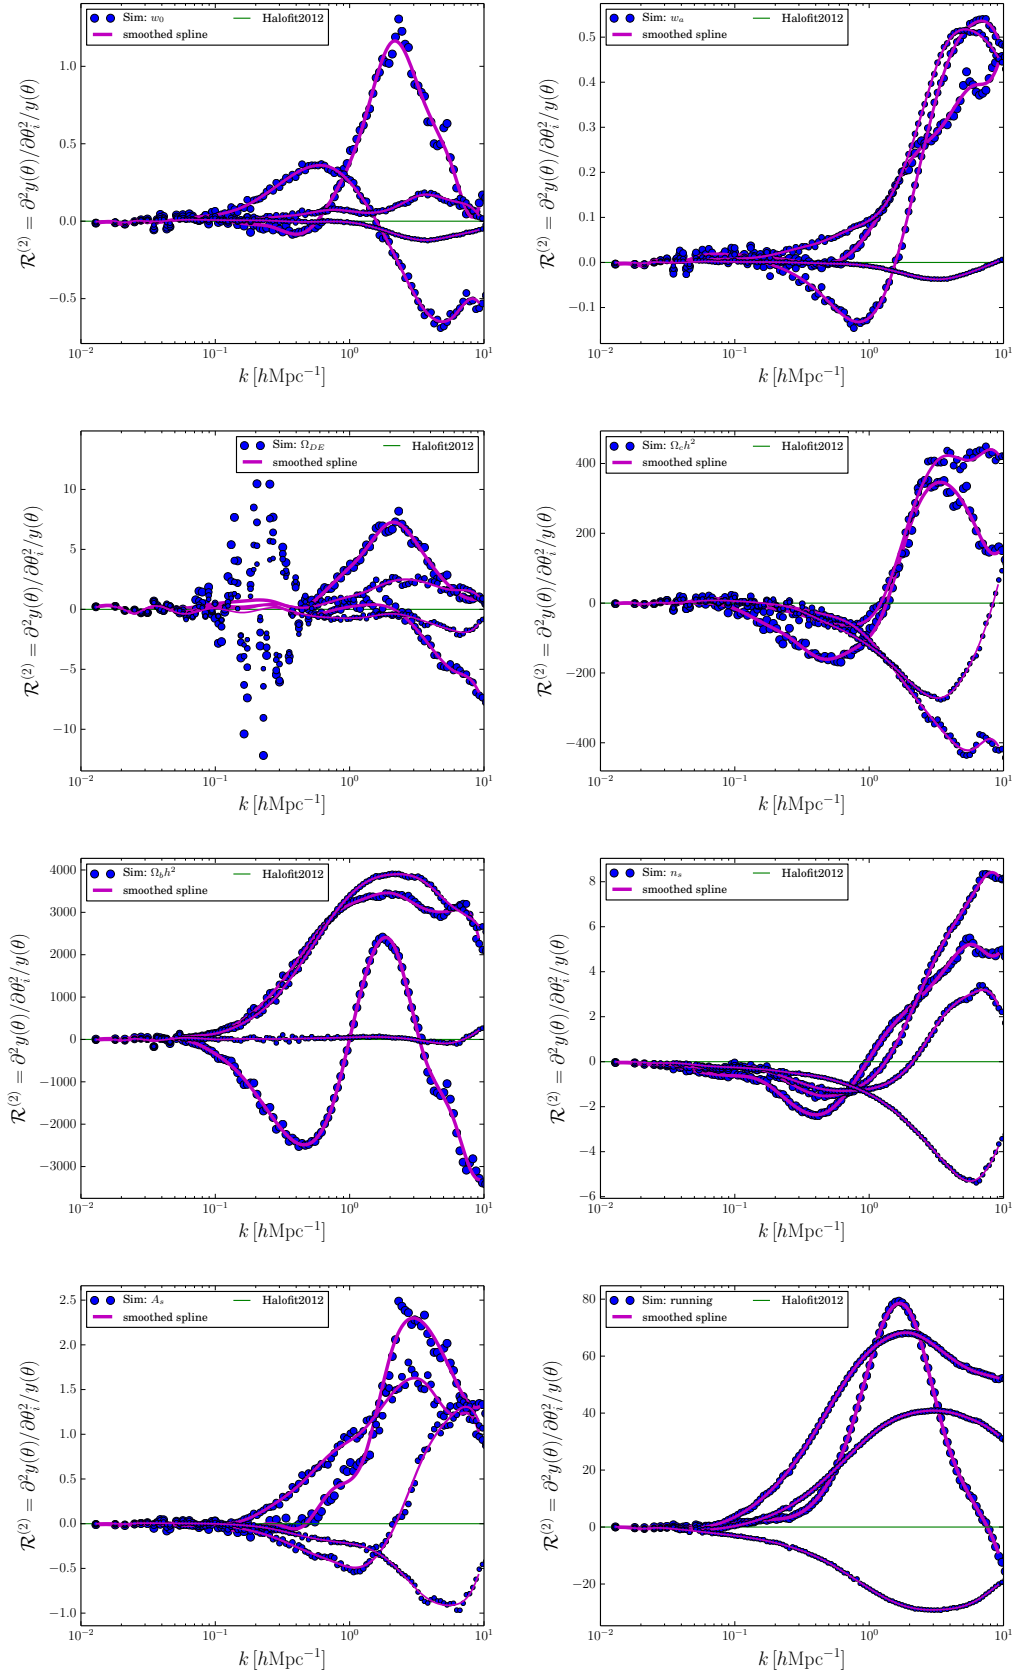 Sim: w₀ Halofit2012
smoothed spline
1.0
0.5
0.0
−0.5
ℛ⁽²⁾ = ∂²y(θ)/∂θᵢ²/y(θ)
10⁻² 10⁻¹ 10⁰ 10¹
k [hMpc⁻¹]
Sim: wₐ Halofit2012
smoothed spline
0.5
0.4
0.3
0.2
0.1
0.0
−0.1
ℛ⁽²⁾ = ∂²y(θ)/∂θᵢ²/y(θ)
10⁻² 10⁻¹ 10⁰ 10¹
k [hMpc⁻¹]
Sim: Ω_DE Halofit2012
smoothed spline
10
5
0
−5
−10
ℛ⁽²⁾ = ∂²y(θ)/∂θᵢ²/y(θ)
10⁻² 10⁻¹ 10⁰ 10¹
k [hMpc⁻¹]
Sim: Ω_c h² Halofit2012
smoothed spline
400
200
0
−200
−400
ℛ⁽²⁾ = ∂²y(θ)/∂θᵢ²/y(θ)
10⁻² 10⁻¹ 10⁰ 10¹
k [hMpc⁻¹]
Sim: Ω_b h² Halofit2012
smoothed spline
4000
3000
2000
1000
0
−1000
−2000
−3000
ℛ⁽²⁾ = ∂²y(θ)/∂θᵢ²/y(θ)
10⁻² 10⁻¹ 10⁰ 10¹
k [hMpc⁻¹]
Sim: nₛ Halofit2012
smoothed spline
8
6
4
2
0
−2
−4
−6
ℛ⁽²⁾ = ∂²y(θ)/∂θᵢ²/y(θ)
10⁻² 10⁻¹ 10⁰ 10¹
k [hMpc⁻¹]
Sim: Aₛ Halofit2012
smoothed spline
2.5
2.0
1.5
1.0
0.5
0.0
−0.5
−1.0
ℛ⁽²⁾ = ∂²y(θ)/∂θᵢ²/y(θ)
10⁻² 10⁻¹ 10⁰ 10¹
k [hMpc⁻¹]
Sim: running Halofit2012
smoothed spline
80
60
40
20
0
−20
ℛ⁽²⁾ = ∂²y(θ)/∂θᵢ²/y(θ)
10⁻² 10⁻¹ 10⁰ 10¹
k [hMpc⁻¹]